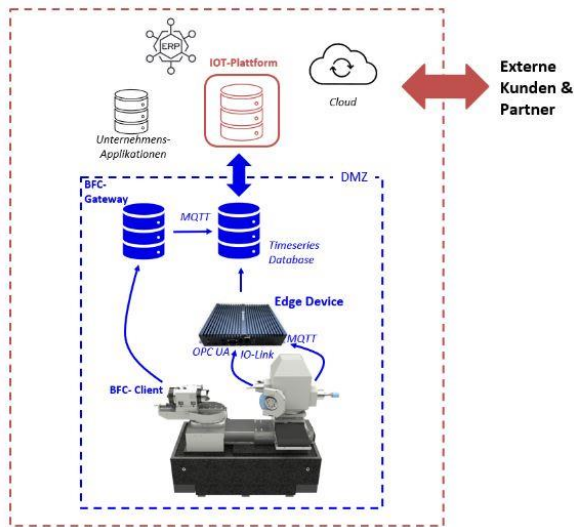 ERP
IOT-Plattform
Cloud
Externe
Kunden &
Partner
Unternehmens-
Applikationen
DMZ
BFC-
Gateway
MQTT
Timeseries
Database
Edge Device
MQTT
OPC UA
IO-Link
BFC- Client